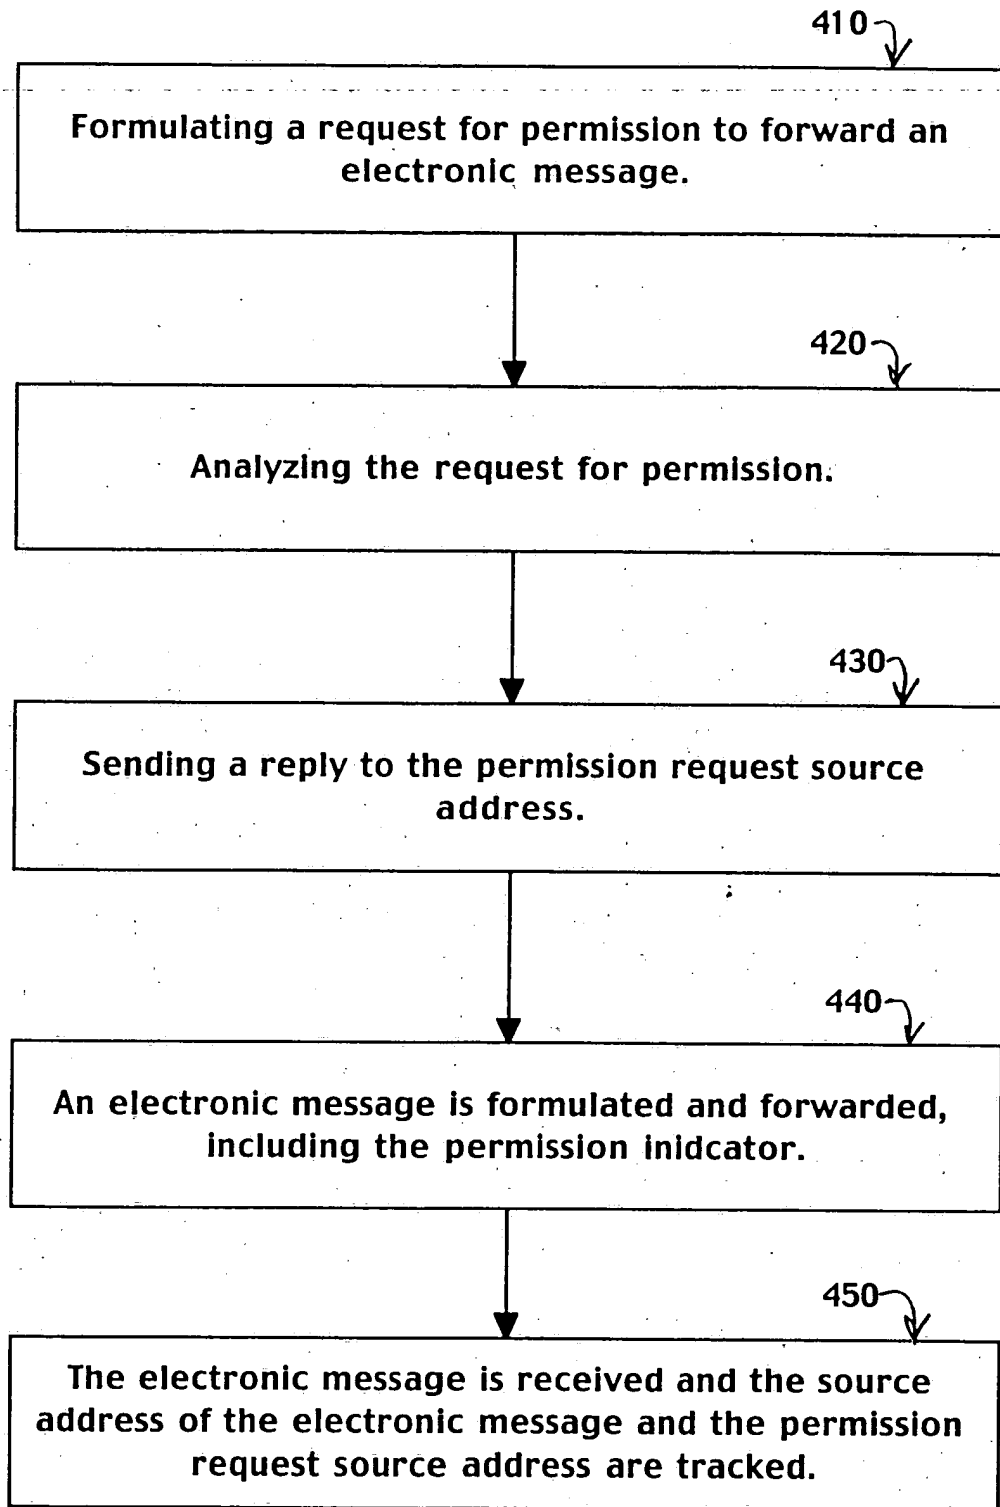 410
Formulating a request for permission to forward an
electronic message.
420
Analyzing the request for permission.
430
Sending a reply to the permission request source
address.
440
An electronic message is formulated and forwarded,
including the permission inidcator.
450
The electronic message is received and the source
address of the electronic message and the permission
request source address are tracked.